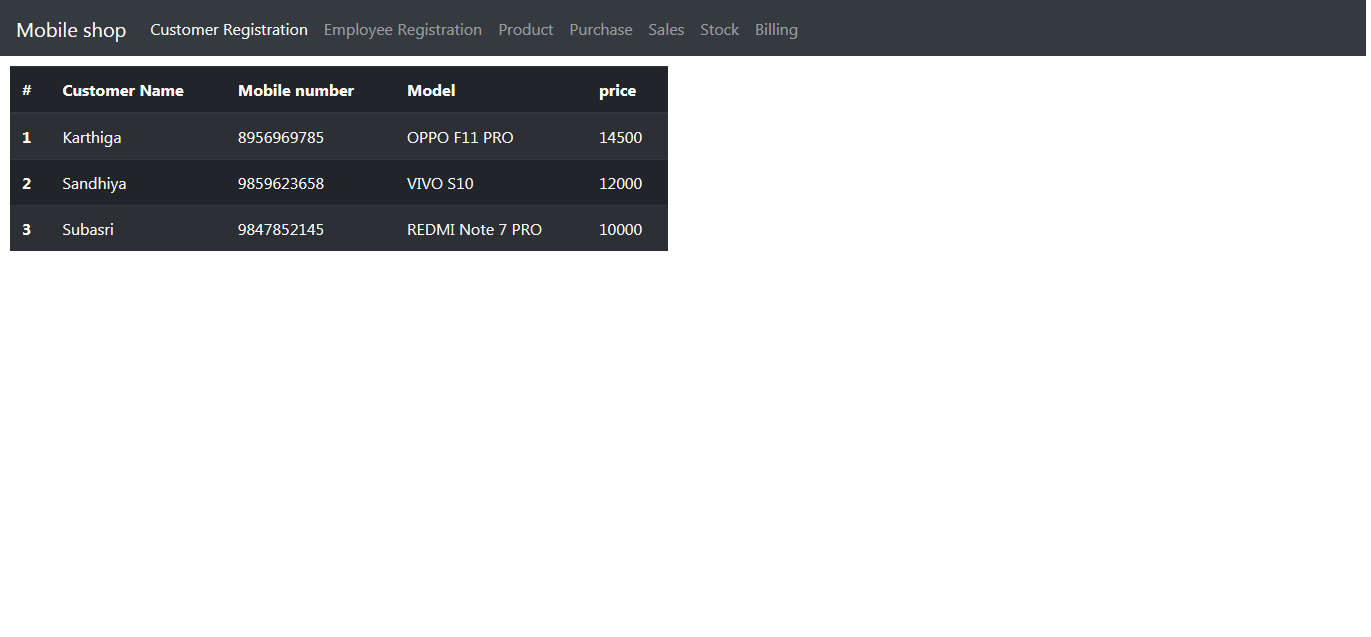 Mobile shop Customer Registration Employee Registration Product Purchase Sales Stock Billing
# Customer Name Mobile number Model price
1 Karthiga 8956969785 OPPO F11 PRO 14500
2 Sandhiya 9859623658 VIVO S10 12000
3 Subasri 9847852145 REDMI Note 7 PRO 10000